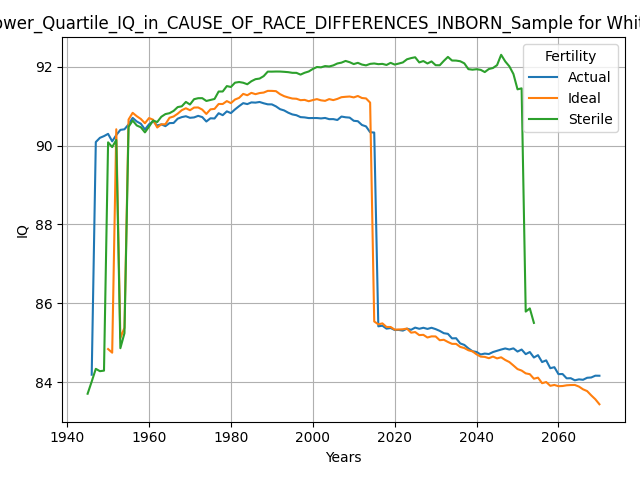 ower_Quartile_IQ_in_CAUSE_OF_RACE_DIFFERENCES_INBORN_Sample for Whit
Fertility
Actual
Ideal
Sterile
IQ
92
90
88
86
84
1940 1960 1980 2000 2020 2040 2060
Years